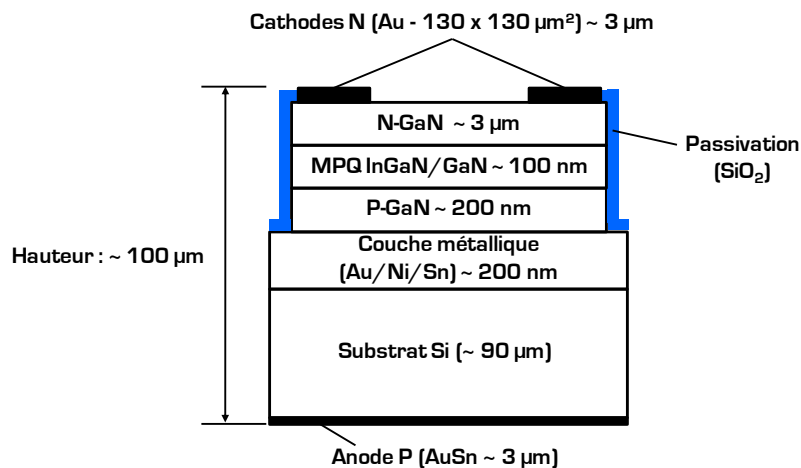 Cathodes N (Au - 130 x 130 µm²) ~ 3 µm
N-GaN ~ 3 µm
MPQ InGaN/GaN ~ 100 nm
Passivation
(SiO₂)
P-GaN ~ 200 nm
Hauteur : ~ 100 µm
Couche métallique
(Au/Ni/Sn) ~ 200 nm
Substrat Si (~ 90 µm)
Anode P (AuSn ~ 3 µm)